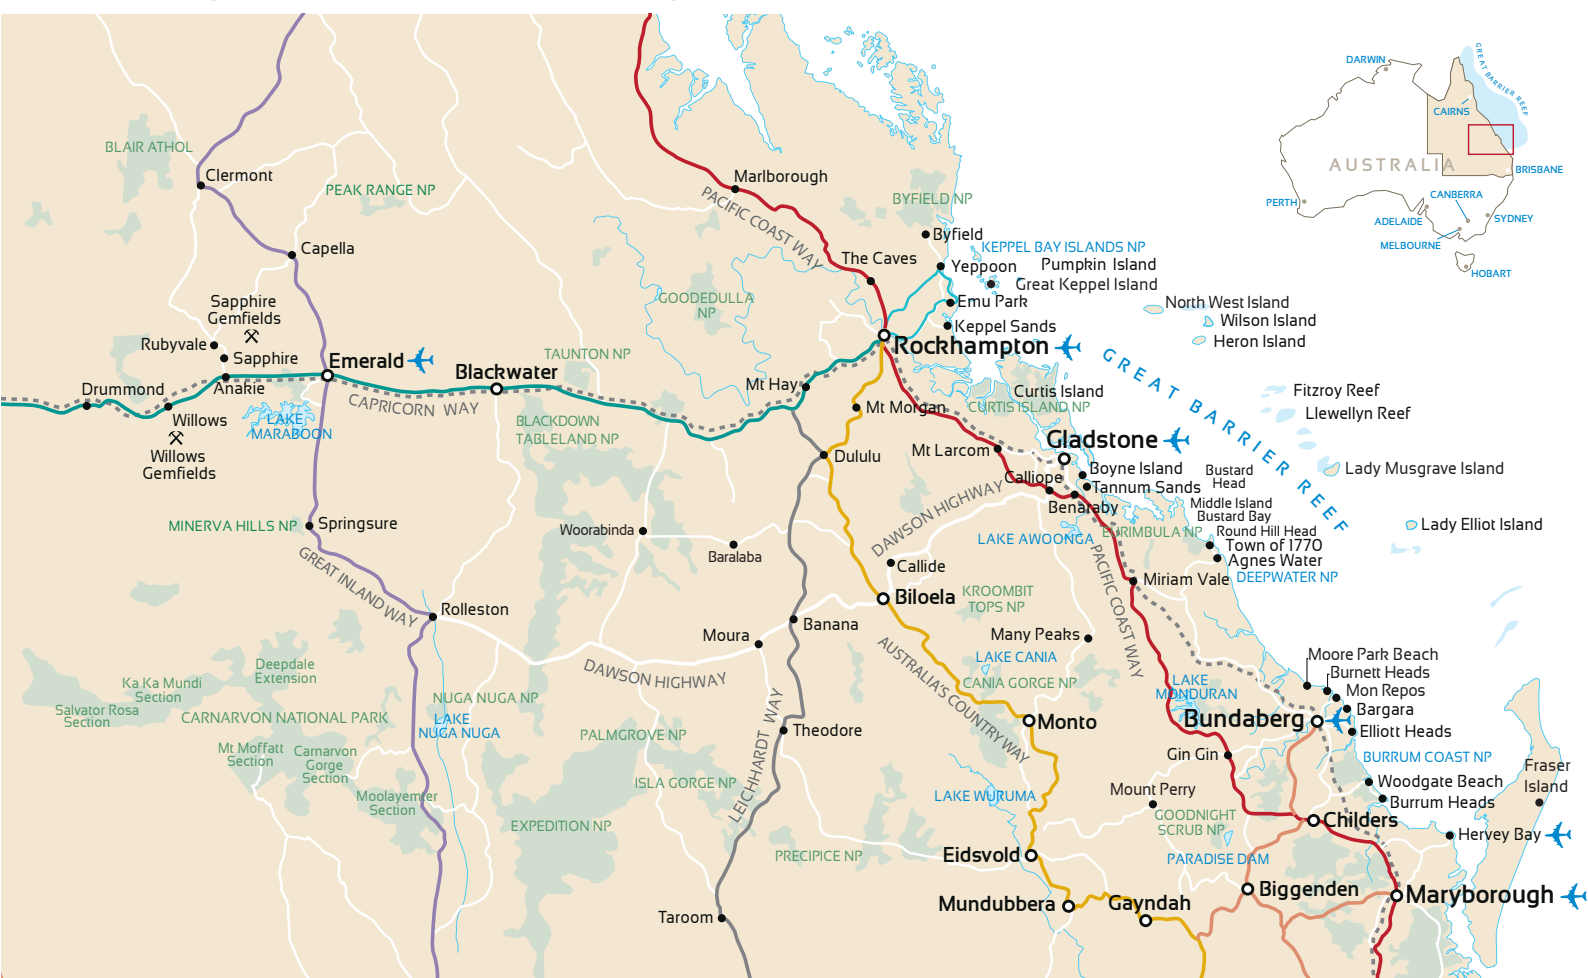 DARWIN
GREAT BARRIER REEF
CAIRNS
AUSTRALIA
BRISBANE
PERTH
CANBERRA
ADELAIDE
SYDNEY
MELBOURNE
HOBART
BLAIR ATHOL
Clermont
PEAK RANGE NP
Marlborough
PACIFIC COAST WAY
BYFIELD NP
Byfield
KEPPEL BAY ISLANDS NP
Capella
The Caves
Yeppoon
Pumpkin Island
Great Keppel Island
Sapphire
Gemfields
GOODEDULLA
NP
Emu Park
North West Island
Wilson Island
Keppel Sands
Heron Island
Rubyvale
Sapphire
Emerald
Rockhampton
TAUNTON NP
Blackwater
Drummond
Anakie
Mt Hay
GREAT BARRIER REEF
CAPRICORN WAY
Curtis Island
CURTIS ISLAND NP
Fitzroy Reef
Llewellyn Reef
Willows
LAKE
MARABOON
BLACKDOWN
TABLELAND NP
Mt Morgan
Willows
Gemfields
Dululu
Mt Larcom
Gladstone
Calliope
Boyne Island
Tannum Sands
Benaraby
Bustard
Head
Lady Musgrave Island
Middle Island
Bustard Bay
Round Hill Head
Town of 1770
Agnes Water
Lady Elliot Island
MINERVA HILLS NP
Springsure
Woorabinda
Baralaba
DAWSON HIGHWAY
LAKE AWOONGA
EURIMBULA NP
DEEPWATER NP
GREAT INLAND WAY
Callide
PACIFIC COAST WAY
Miriam Vale
Rolleston
Biloela
KROOMBIT
TOPS NP
Moura
Banana
Many Peaks
Deepdale
Extension
DAWSON HIGHWAY
AUSTRALIA'S COUNTRY WAY
LAKE CANIA
CANIA GORGE NP
Moore Park Beach
Burnett Heads
Mon Repos
Bargara
Elliott Heads
Ka Ka Mundi
Section
Salvator Rosa
Section
CARNARVON NATIONAL PARK
NUGA NUGA NP
LAKE
NUGA NUGA
LAKE
MONDURAN
Bundaberg
Monto
PALMGROVE NP
LEICHHARDT WAY
Theodore
Mt Moffatt
Section
Carnarvon
Gorge
Section
Gin Gin
BURRUM COAST NP
Fraser
Island
Moolayember
Section
ISLA GORGE NP
LAKE WURUMA
Mount Perry
Woodgate Beach
Burrum Heads
EXPEDITION NP
GOODNIGHT
SCRUB NP
Childers
Hervey Bay
PRECIPICE NP
Eidsvold
PARADISE DAM
Mundubbera
Gayndah
Biggenden
Maryborough
Taroom